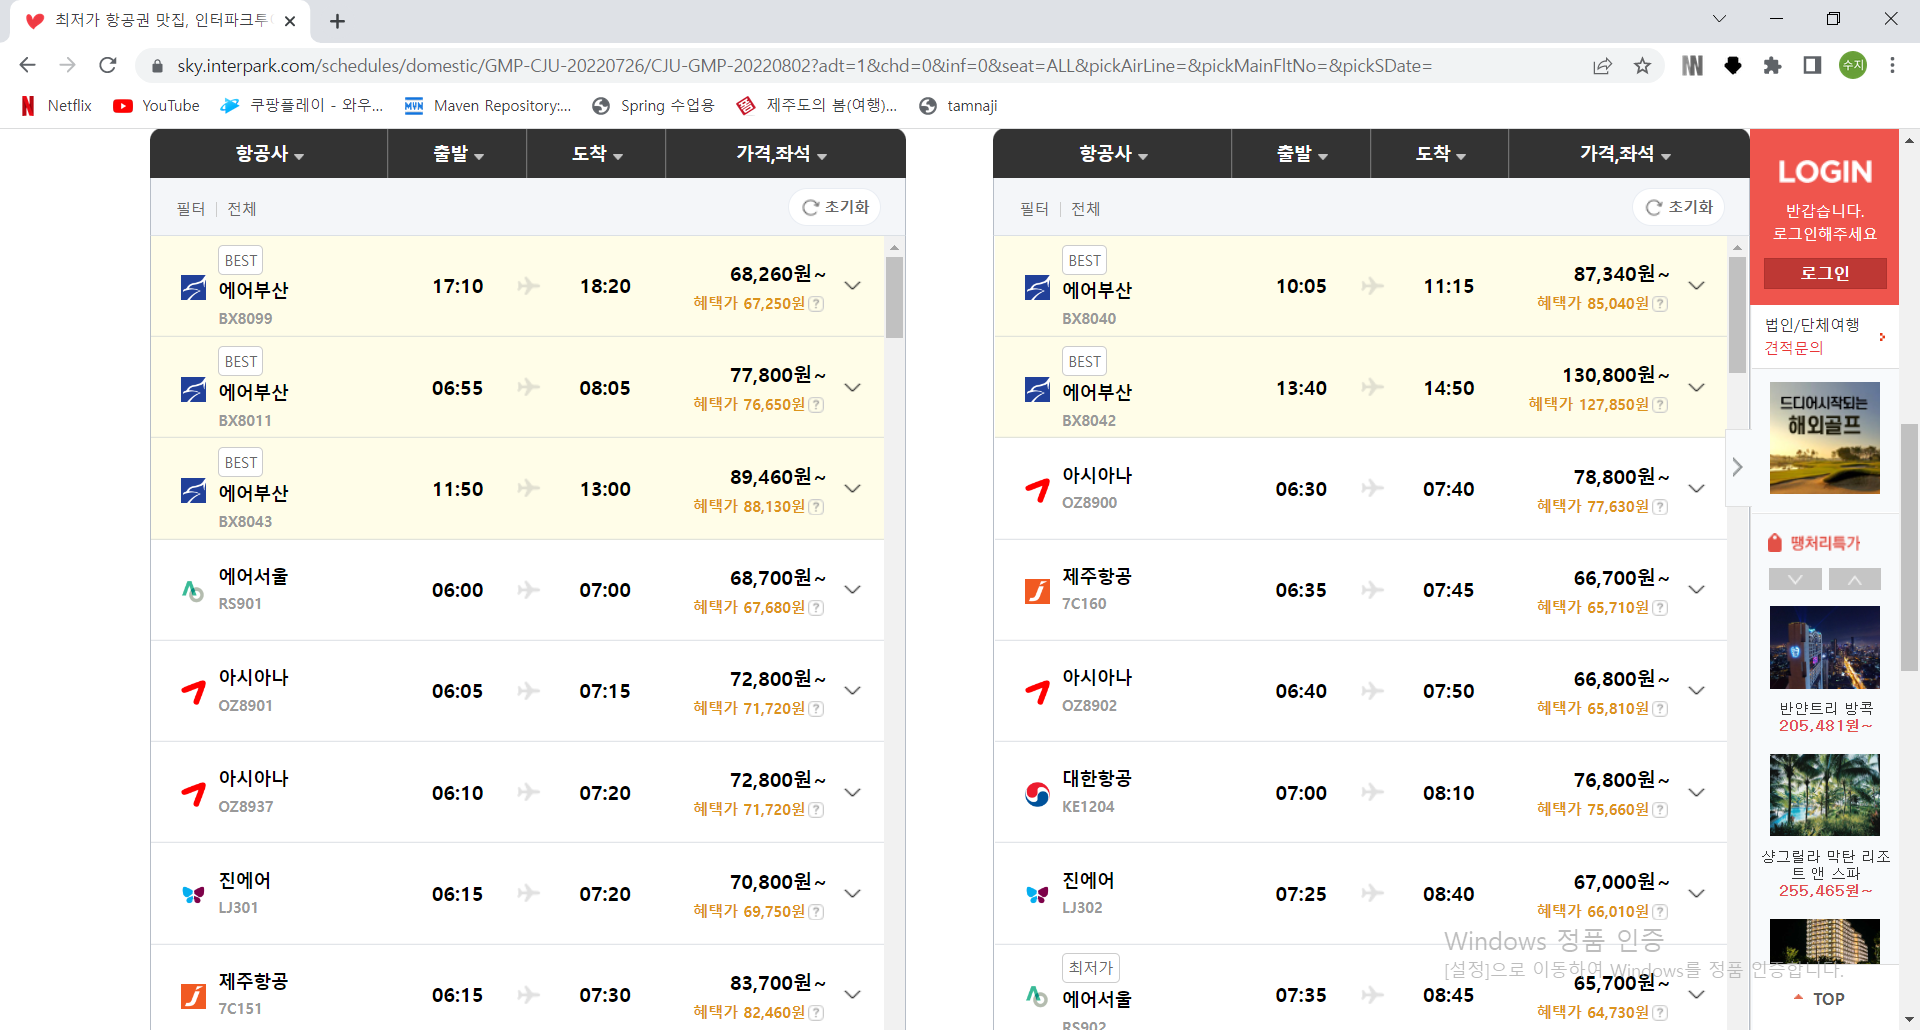 최저가 항공권 맛집, 인터파크투
sky.interpark.com/schedules/domestic/GMP-CJU-20220726/CJU-GMP-20220802?adt=1&chd=0&inf=0&seat=ALL&pickAirLine=&pickMainFltNo=&pickSDate=
수지
Netflix YouTube 쿠팡플레이 - 와우... Maven Repository:... Spring 수업용 제주도의 봄(여행)... tamnaji
항공사 출발 도착 가격,좌석
필터 전체 초기화
BEST
에어부산 17:10 18:20 68,260원~
BX8099 혜택가 67,250원?
BEST
에어부산 06:55 08:05 77,800원~
BX8011 혜택가 76,650원?
BEST
에어부산 11:50 13:00 89,460원~
BX8043 혜택가 88,130원?
에어서울 06:00 07:00 68,700원~
RS901 혜택가 67,680원?
아시아나 06:05 07:15 72,800원~
OZ8901 혜택가 71,720원?
아시아나 06:10 07:20 72,800원~
OZ8937 혜택가 71,720원?
진에어 06:15 07:20 70,800원~
LJ301 혜택가 69,750원?
제주항공 06:15 07:30 83,700원~
7C151 혜택가 82,460원?
항공사 출발 도착 가격,좌석
필터 전체 초기화
BEST
에어부산 10:05 11:15 87,340원~
BX8040 혜택가 85,040원?
BEST
에어부산 13:40 14:50 130,800원~
BX8042 혜택가 127,850원?
아시아나 06:30 07:40 78,800원~
OZ8900 혜택가 77,630원?
제주항공 06:35 07:45 66,700원~
7C160 혜택가 65,710원?
아시아나 06:40 07:50 66,800원~
OZ8902 혜택가 65,810원?
대한항공 07:00 08:10 76,800원~
KE1204 혜택가 75,660원?
진에어 07:25 08:40 67,000원~
LJ302 혜택가 66,010원?
최저가
에어서울 07:35 08:45 65,700원~
RS902 혜택가 64,730원?
LOGIN
반갑습니다.
로그인해주세요
로그인
법인/단체여행
견적문의
드디어시작되는
해외골프
땡처리특가
반얀트리 방콕
205,481원~
샹그릴라 막탄 리조
트 앤 스파
255,465원~
TOP
Windows 정품 인증
[설정]으로 이동하여 Windows를 정품 인증합니다.